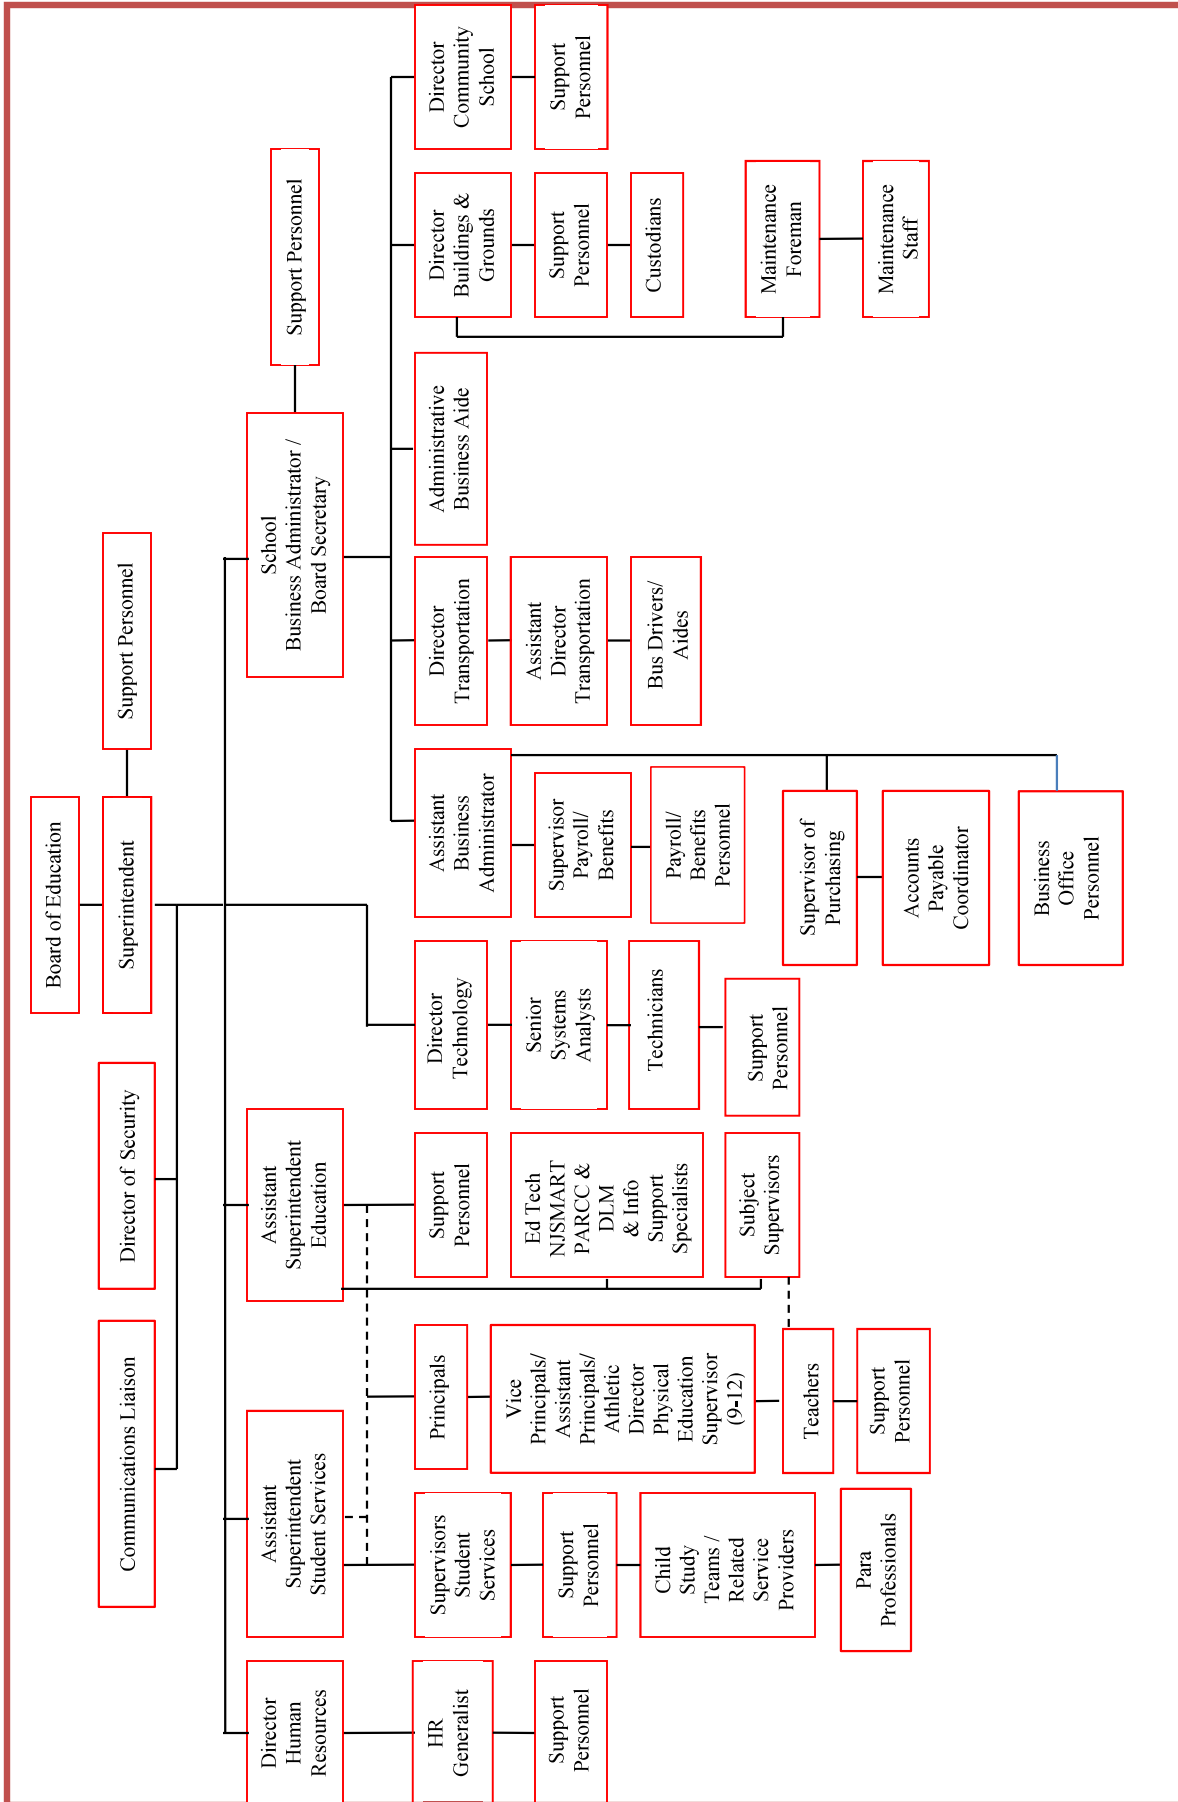 Board of Education
Superintendent
Support Personnel
Communications Liaison
Director of Security
Director
Human
Resources
Assistant
Superintendent
Student Services
Assistant
Superintendent
Education
School
Business Administrator /
Board Secretary
Support Personnel
HR
Generalist
Support
Personnel
Supervisors
Student
Services
Support
Personnel
Child
Study
Teams /
Related
Service
Providers
Para
Professionals
Principals
Vice
Principals/
Assistant
Principals/
Athletic
Director
Physical
Education
Supervisor
(9-12)
Teachers
Support
Personnel
Support
Personnel
Ed Tech
NJSMART
PARCC &
DLM
& Info
Support
Specialists
Subject
Supervisors
Director
Technology
Senior
Systems
Analysts
Technicians
Support
Personnel
Assistant
Business
Administrator
Supervisor
Payroll/
Benefits
Payroll/
Benefits
Personnel
Supervisor of
Purchasing
Accounts
Payable
Coordinator
Business
Office
Personnel
Director
Transportation
Assistant
Director
Transportation
Bus Drivers/
Aides
Administrative
Business Aide
Director
Buildings &
Grounds
Support
Personnel
Custodians
Maintenance
Foreman
Maintenance
Staff
Director
Community
School
Support
Personnel